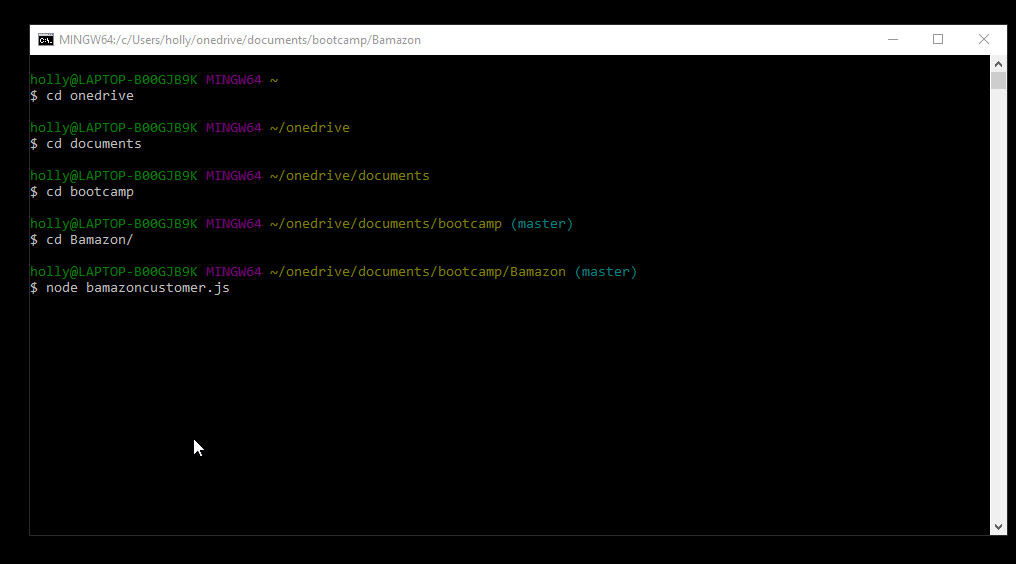 MINGW64:/c/Users/holly/onedrive/documents/bootcamp/Bamazon
holly@LAPTOP-B00GJB9K MINGW64 ~
$ cd onedrive
holly@LAPTOP-B00GJB9K MINGW64 ~/onedrive
$ cd documents
holly@LAPTOP-B00GJB9K MINGW64 ~/onedrive/documents
$ cd bootcamp
holly@LAPTOP-B00GJB9K MINGW64 ~/onedrive/documents/bootcamp (master)
$ cd Bamazon/
holly@LAPTOP-B00GJB9K MINGW64 ~/onedrive/documents/bootcamp/Bamazon (master)
$ node bamazoncustomer.js